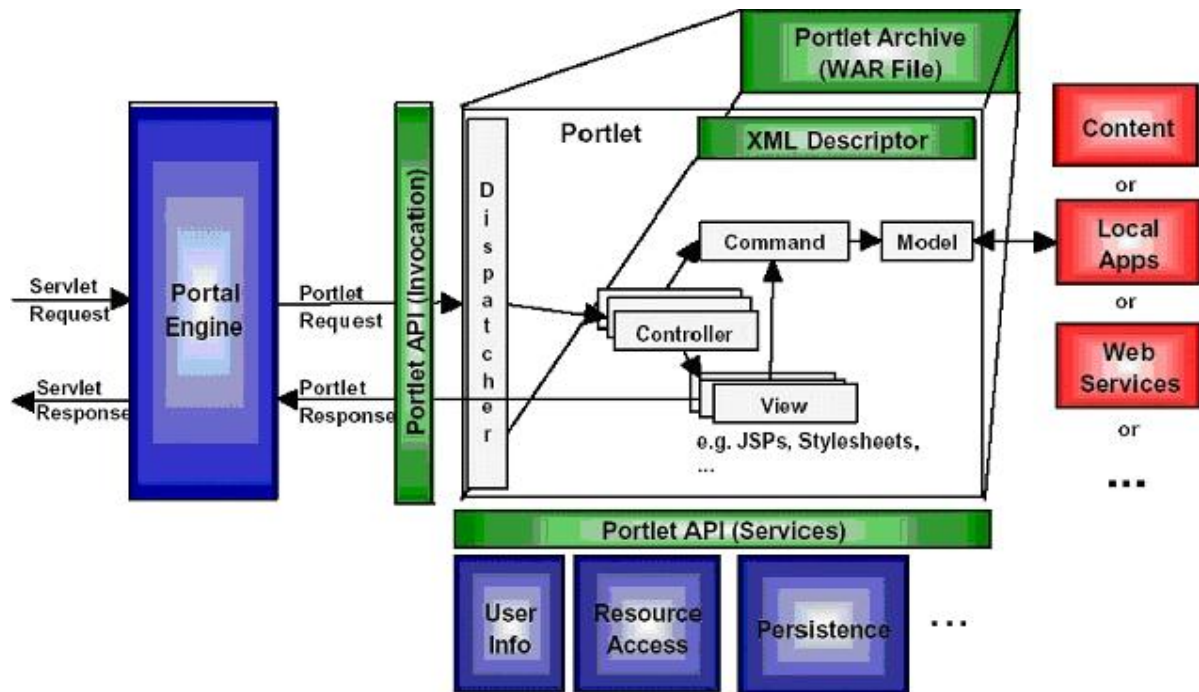 Portlet Archive
(WAR File)
Portlet
XML Descriptor
Content
or
Local
Apps
or
Web
Services
or
...
Servlet
Request
Servlet
Response
Portal
Engine
Portlet
Request
Portlet
Response
Portlet API (Invocation)
Dispatcher
Command
Model
Controller
View
e.g. JSPs, Stylesheets,
...
Portlet API (Services)
User
Info
Resource
Access
Persistence
...